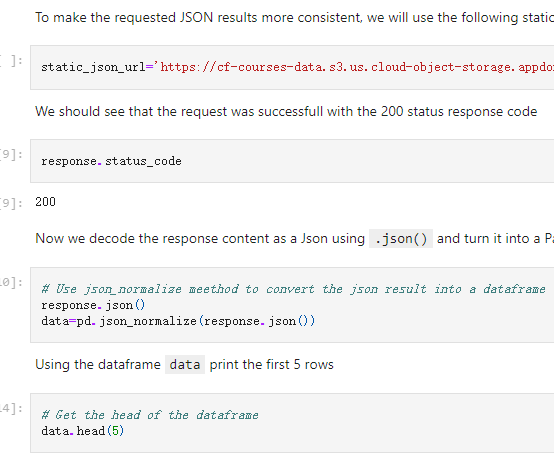 To make the requested JSON results more consistent, we will use the following static
]:
static_json_url='https://cf-courses-data.s3.us.cloud-object-storage.appdo
We should see that the request was successfull with the 200 status response code
[9]:
response.status_code
[9]:
200
Now we decode the response content as a Json using .json() and turn it into a Pa
10]:
# Use json_normalize meethod to convert the json result into a dataframe
response.json()
data=pd.json_normalize(response.json())
Using the dataframe data print the first 5 rows
14]:
# Get the head of the dataframe
data.head(5)